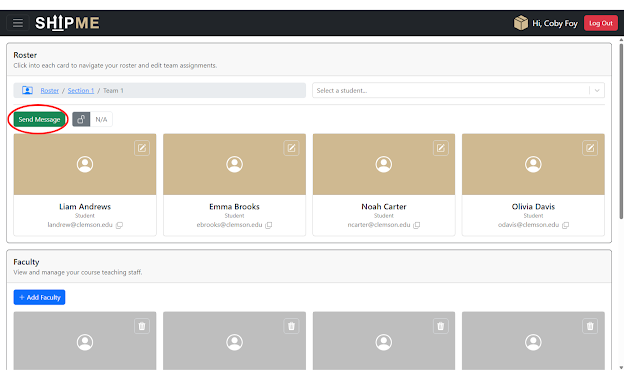 SHIPME
Hi, Coby Foy
Log Out
Roster
Click into each card to navigate your roster and edit team assignments.
Roster / Section 1 / Team 1
Select a student...
Send Message
N/A
Liam Andrews
Student
landrew@clemson.edu
Emma Brooks
Student
ebrooks@clemson.edu
Noah Carter
Student
ncarter@clemson.edu
Olivia Davis
Student
odavis@clemson.edu
Faculty
View and manage your course teaching staff.
+ Add Faculty